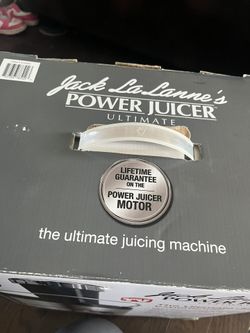 Jack LaLanne's
POWER JUICER
ULTIMATE
LIFETIME
GUARANTEE
ON THE
POWER JUICER
MOTOR
the ultimate juicing machine